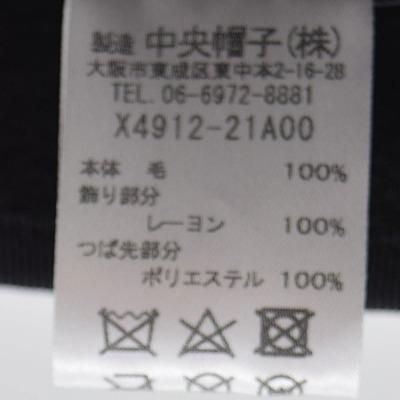 製造 中央帽子(株)
大阪市東成区東中本2-16-28
TEL. 06-6972-8881
X4912-21A00
本体 毛 100%
飾り部分
レーヨン 100%
つば先部分
ポリエステル 100%